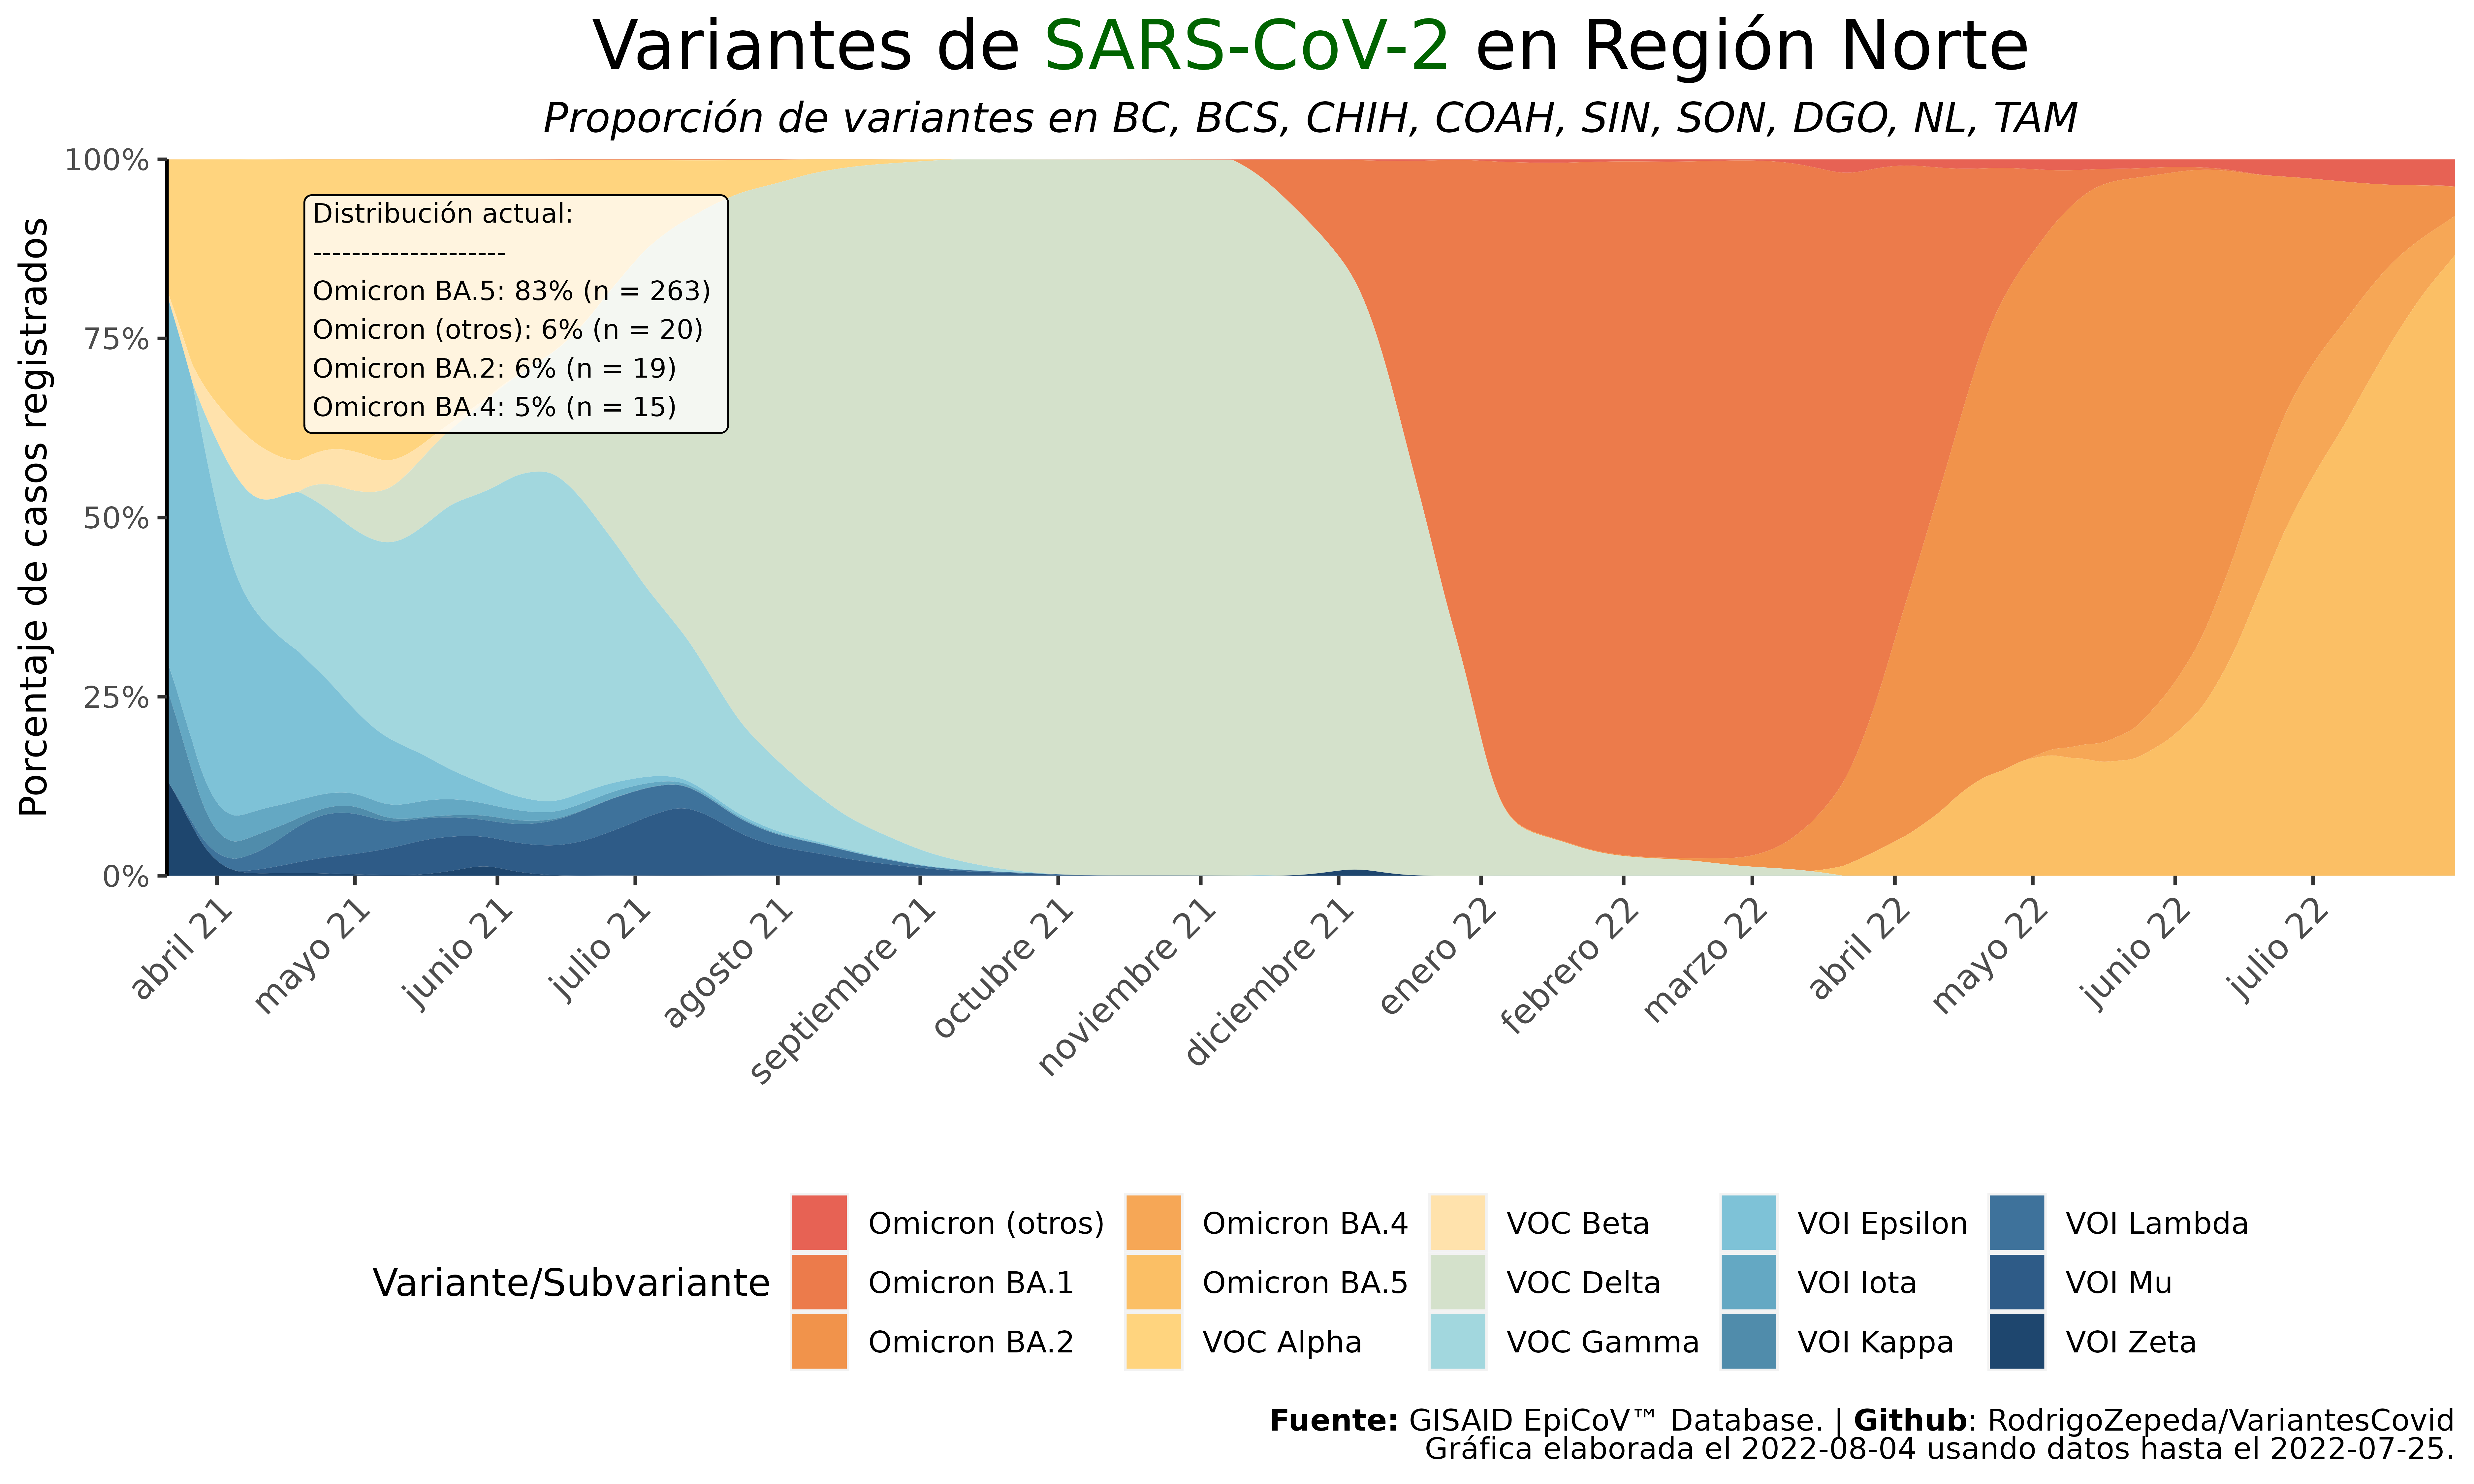 Variantes de SARS-CoV-2 en Región Norte
Proporción de variantes en BC, BCS, CHIH, COAH, SIN, SON, DGO, NL, TAM
Porcentaje de casos registrados
100%
75%
50%
25%
0%
Distribución actual:
--------------------
Omicron BA.5: 83% (n = 263)
Omicron (otros): 6% (n = 20)
Omicron BA.2: 6% (n = 19)
Omicron BA.4: 5% (n = 15)
abril 21
mayo 21
junio 21
julio 21
agosto 21
septiembre 21
octubre 21
noviembre 21
diciembre 21
enero 22
febrero 22
marzo 22
abril 22
mayo 22
junio 22
julio 22
Variante/Subvariante
Omicron (otros)
Omicron BA.1
Omicron BA.2
Omicron BA.4
Omicron BA.5
VOC Alpha
VOC Beta
VOC Delta
VOC Gamma
VOI Epsilon
VOI Iota
VOI Kappa
VOI Lambda
VOI Mu
VOI Zeta
Fuente: GISAID EpiCoV™ Database. | Github: RodrigoZepeda/VariantesCovid
Gráfica elaborada el 2022-08-04 usando datos hasta el 2022-07-25.